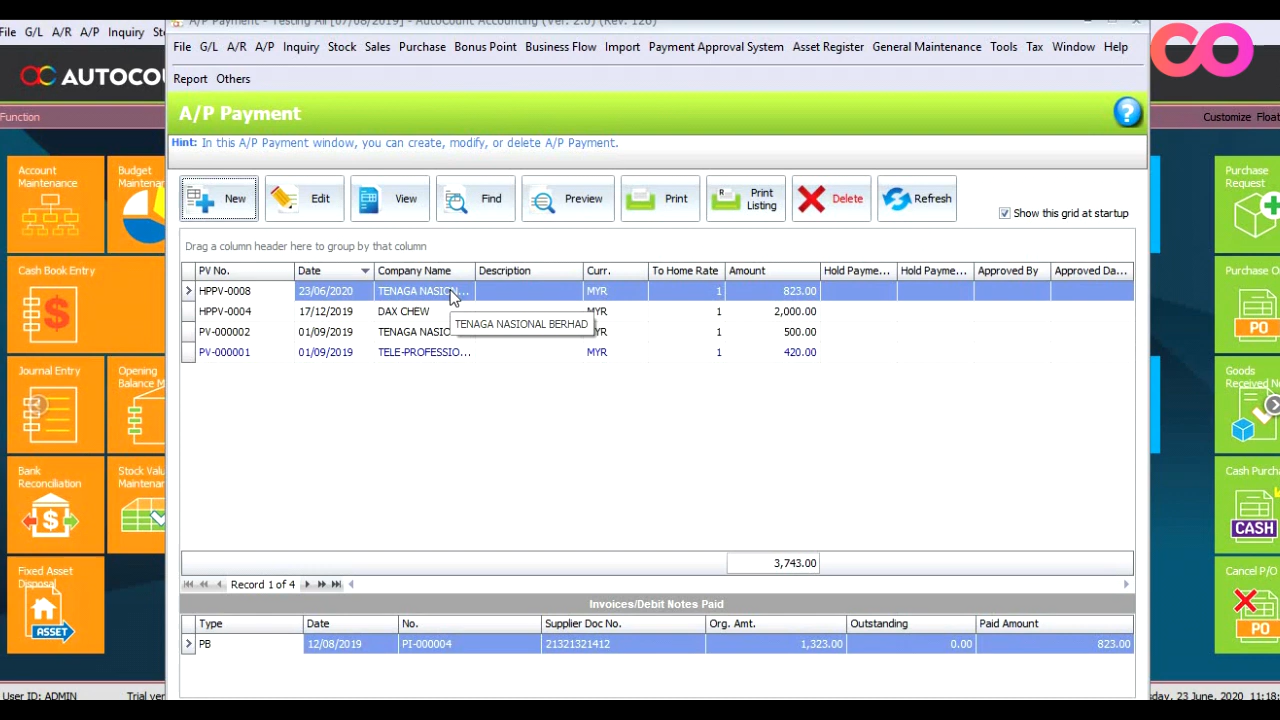 A/P Payment - Testing All [07/08/2019] - AutoCount Accounting (Ver. 2.0) (Rev. 126)
File G/L A/R A/P Inquiry
File G/L A/R A/P Inquiry Stock Sales Purchase Bonus Point Business Flow Import Payment Approval System Asset Register General Maintenance Tools Tax Window Help
Report Others
AUTOCOU
A/P Payment
Function
Customize Float
Hint: In this A/P Payment window, you can create, modify, or delete A/P Payment.
New Edit View Find Preview Print Print Listing Delete Refresh
Show this grid at startup
Drag a column header here to group by that column
PV No. Date Company Name Description Curr. To Home Rate Amount Hold Payme... Hold Payme... Approved By Approved Da...
HPPV-0008 23/06/2020 TENAGA NASION... MYR 1 823.00
HPPV-0004 17/12/2019 DAX CHEW MYR 1 2,000.00
PV-000002 01/09/2019 TENAGA NASIO MYR 1 500.00
TENAGA NASIONAL BERHAD
PV-000001 01/09/2019 TELE-PROFESSIO... MYR 1 420.00
3,743.00
Record 1 of 4
Invoices/Debit Notes Paid
Type Date No. Supplier Doc No. Org. Amt. Outstanding Paid Amount
PB 12/08/2019 PI-000004 21321321412 1,323.00 0.00 823.00
Account
Maintenance
Budget
Maintenan
Cash Book Entry
Journal Entry
Opening
Balance M
Bank
Reconciliation
Stock Valu
Maintenan
Fixed Asset
Disposal
ASSET
Purchase
Request
Purchase O
PO
Goods
Received No
Cash Purcha
CASH
Cancel P/O
PO
User ID: ADMIN
Trial ver
sday, 23 June, 2020